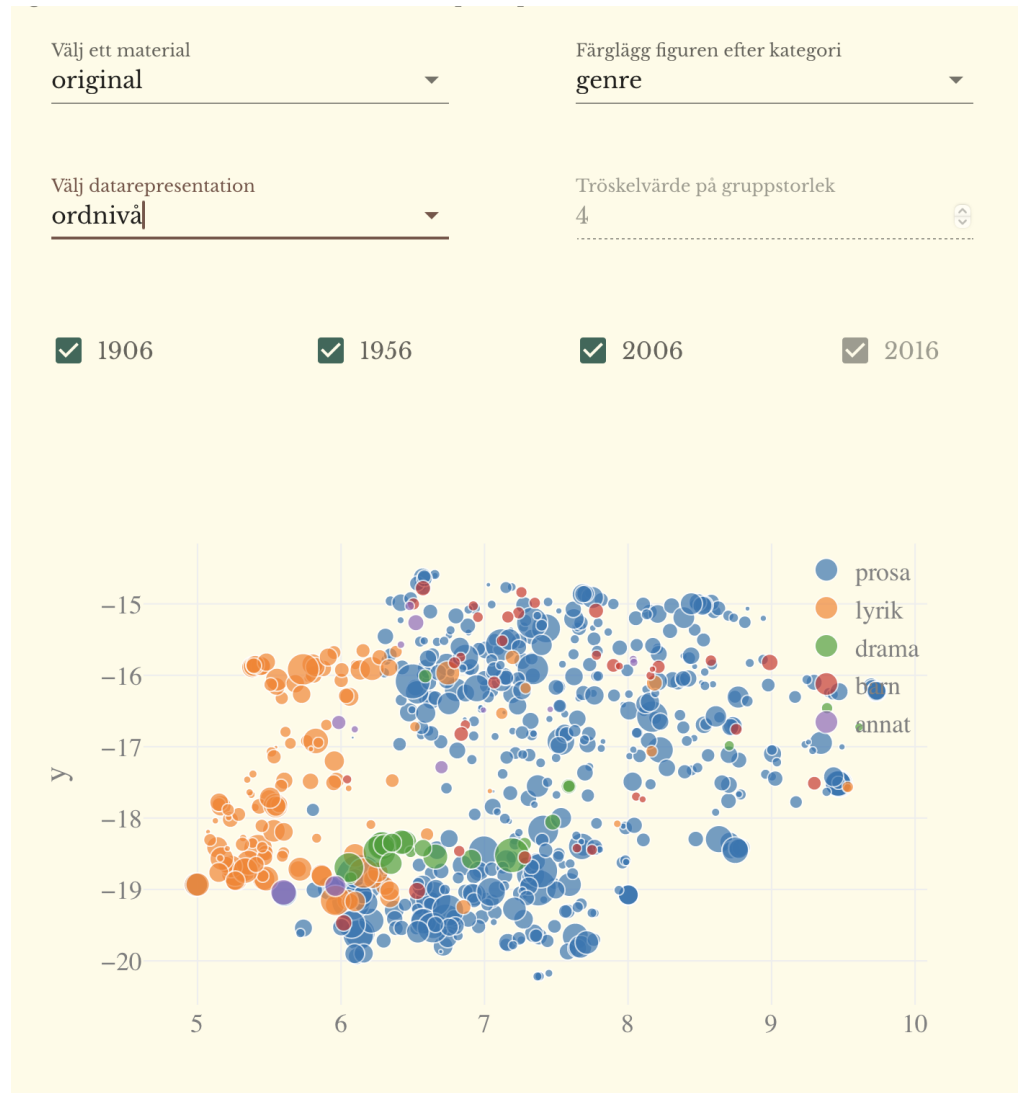 Välj ett material
original
Färglägg figuren efter kategori
genre
Välj datarepresentation
ordnivå
Tröskelvärde på gruppstorlek
4
1906
1956
2006
2016
prosa
lyrik
drama
barn
annat
y
−15
−16
−17
−18
−19
−20
5
6
7
8
9
10